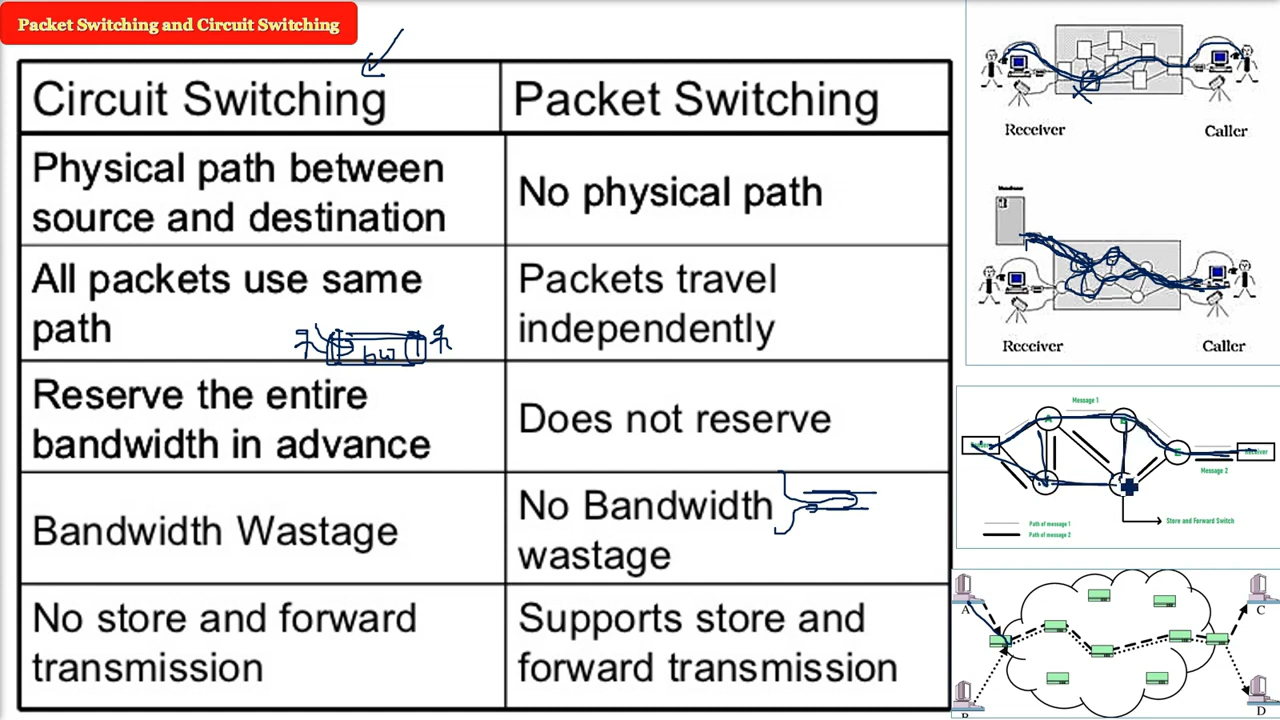 Packet Switching and Circuit Switching
Circuit Switching
Packet Switching
Physical path between
source and destination
No physical path
All packets use same
path
Packets travel
independently
bw
Reserve the entire
bandwidth in advance
Does not reserve
Bandwidth Wastage
No Bandwidth
wastage
No store and forward
transmission
Supports store and
forward transmission
Receiver
Caller
Receiver
Caller
Message 1
A
E
Receiver
Message 2
Store and Forward Switch
Path of message 1
Path of message 2
A
C
B
D